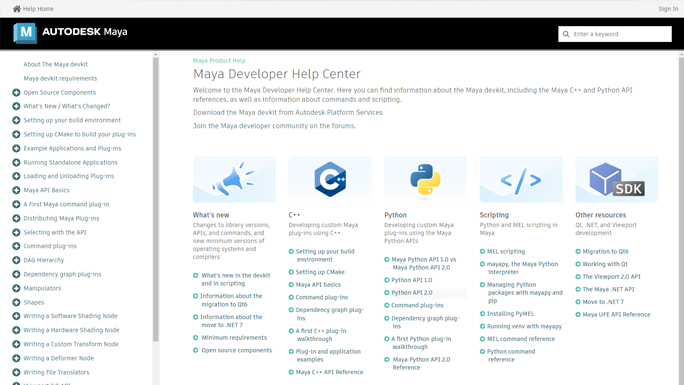 Help Home
Sign In
M AUTODESK Maya
Enter a keyword
About The Maya devkit
Maya devkit requirements
Open Source Components
What's New / What's Changed?
Setting up your build environment
Setting up CMake to build your plug-ins
Example Applications and Plug-ins
Running Standalone Applications
Loading and Unloading Plug-ins
Maya API Basics
A First Maya command plug-in
Distributing Maya Plug-ins
Selecting with the API
Command plug-ins
DAG Hierarchy
Dependency graph plug-ins
Manipulators
Shapes
Writing a Software Shading Node
Writing a Hardware Shading Node
Writing a Custom Transform Node
Writing a Deformer Node
Writing File Translators
Viewport 2.0 API
Maya Product Help
Maya Developer Help Center
Welcome to the Maya Developer Help Center. Here you can find information about the Maya devkit, including the Maya C++ and Python API
references, as well as information about commands and scripting.
Download the Maya devkit from Autodesk Platform Services
Join the Maya developer community on the forums.
What's new
Changes to library versions,
APIs, and commands, and
new minimum versions of
operating systems and
compilers
What's new in the devkit
and in scripting
Information about the
migration to Qt6
Information about the
move to .NET 7
Minimum requirements
Open source components
C++
C++
Developing custom Maya
plug-ins using C++
Setting up your build
environment
Setting up CMake
Maya API basics
Command plug-ins
Dependency graph plug-
ins
A first C++ plug-in
walkthrough
Plug-in and application
examples
Maya C++ API Reference
Python
Developing custom Maya
plug-ins using the Maya
Python APIs
Maya Python API 1.0 vs
Maya Python API 2.0
Python API 1.0
Python API 2.0
Command plug-ins
Dependency graph plug-
ins
A first Python plug-in
walkthrough
Maya Python API 2.0
Reference
</>
Scripting
Python and MEL scripting in
Maya
MEL scripting
mayapy, the Maya Python
interpreter
Managing Python
packages with mayapy and
pip
Installing PyMEL
Running venv with mayapy
MEL command reference
Python command
reference
SDK
Other resources
Qt, .NET, and Viewport
development
Migration to Qt6
Working with Qt
The Viewport 2.0 API
The Maya .NET API
Move to .NET 7
Maya UFE API Reference